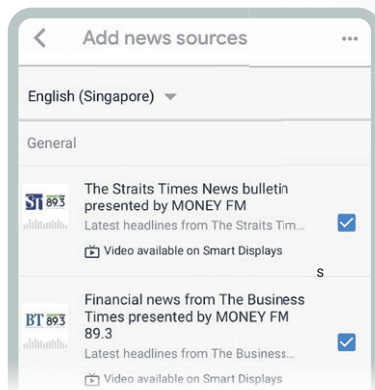 Add news sources
English (Singapore)
General
ST 89.3
The Straits Times News bulletin
presented by MONEY FM
Latest headlines from The Straits Tim...
Video available on Smart Displays
s
BT 89.3
Financial news from The Business
Times presented by MONEY FM
89.3
Latest headlines from The Business...
Video available on Smart Displays